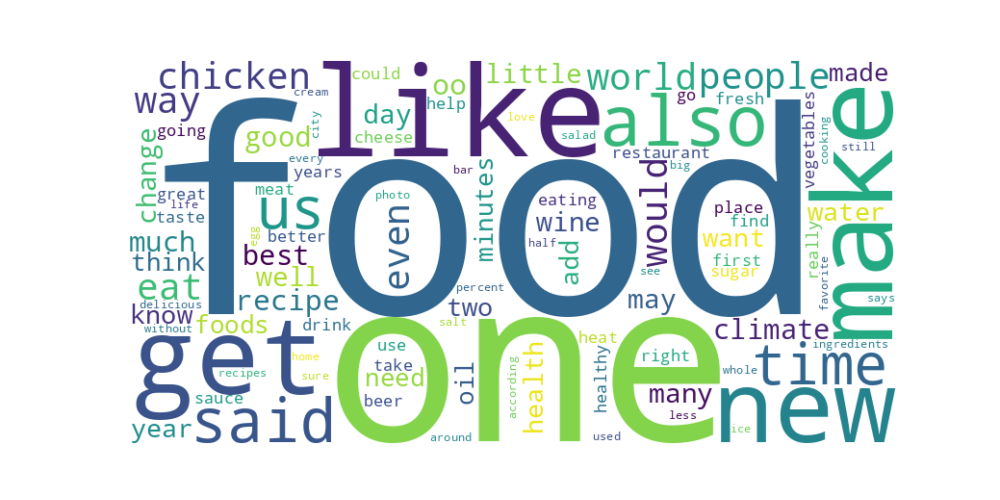 food
like
one
make
get
new
also
us
said
time
would
people
world
chicken
way
change
even
eat
recipe
climate
day
good
oo
little
made
could
cream
help
cheese
love
salad
go
fresh
vegetables
cooking
still
going
city
every
years
great
life
taste
meat
egg
better
much
think
best
well
photo
minutes
bar
restaurant
big
eating
wine
half
add
place
find
want
first
sugar
see
water
really
favorite
says
delicious
know
without
foods
drink
percent
two
salt
may
heat
ingredients
home
recipes
sure
sauce
year
use
take
need
beer
oil
around
according
health
healthy
used
right
many
less
whole
ice